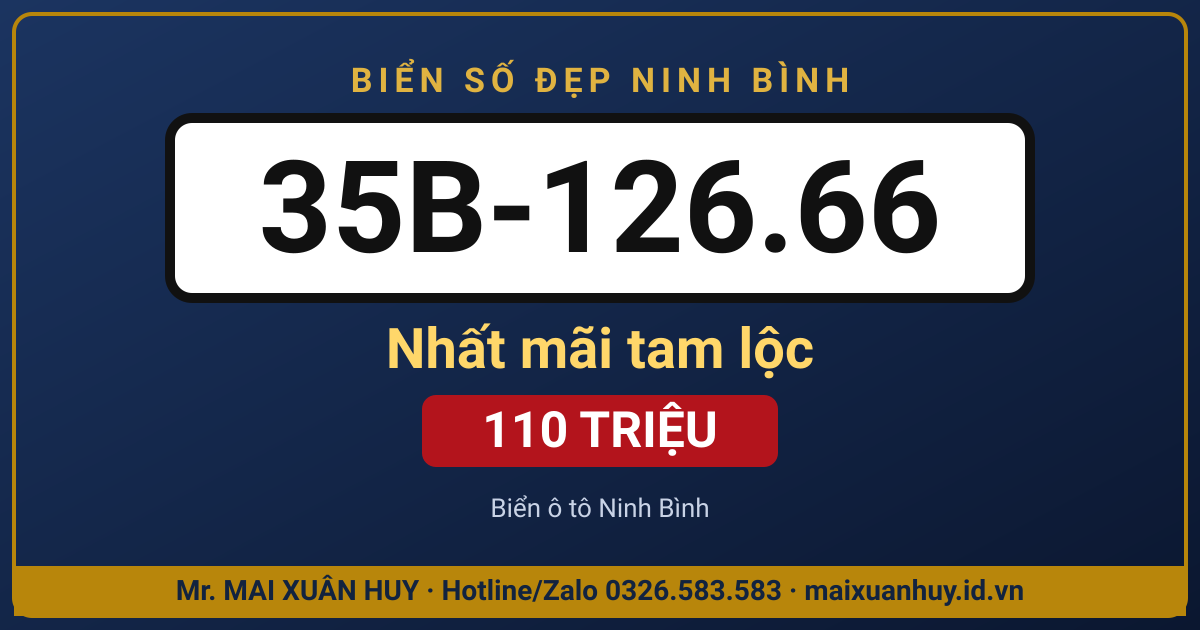 BIỂN SỐ ĐẸP NINH BÌNH
35B-126.66
Nhất mãi tam lộc
110 TRIỆU
Biển ô tô Ninh Bình
Mr. MAI XUÂN HUY · Hotline/Zalo 0326.583.583 · maixuanhuy.id.vn